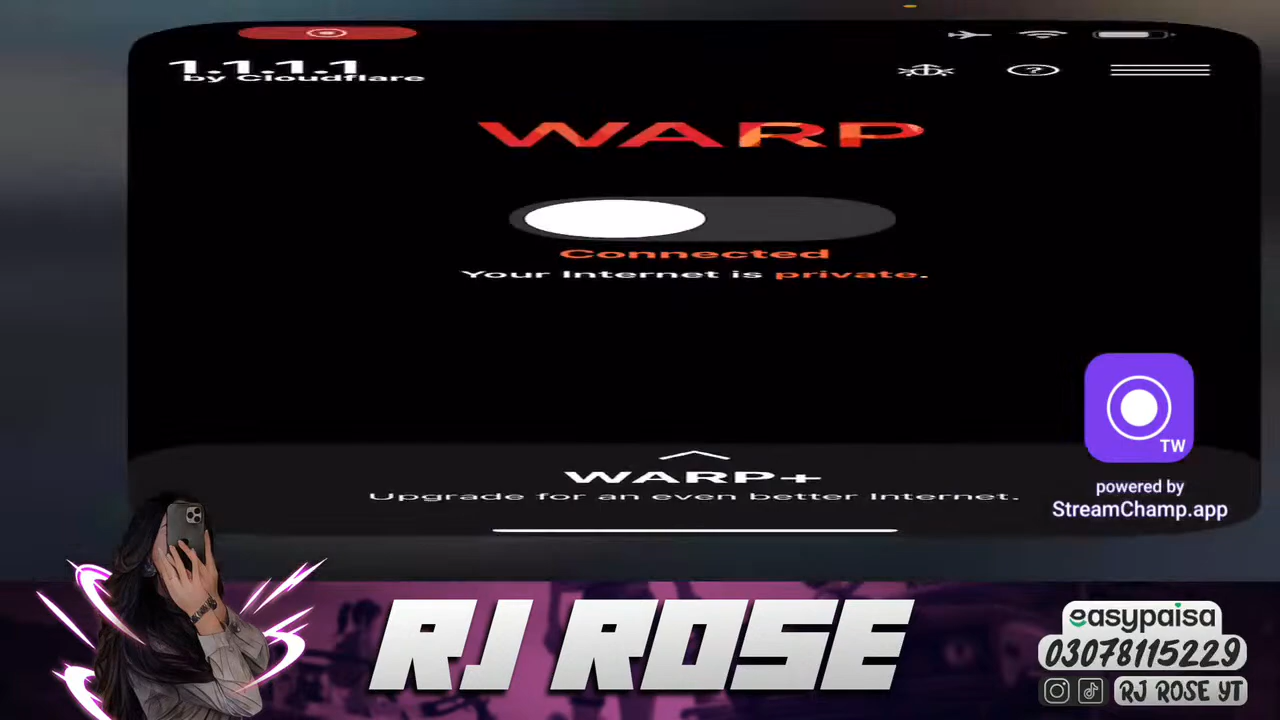 1.1.1.1
by Cloudflare
?
WARP
Connected
Your Internet is private.
WARP+
Upgrade for an even better Internet.
TW
powered by
StreamChamp.app
RJ ROSE
easypaisa
03078115229
RJ ROSE YT